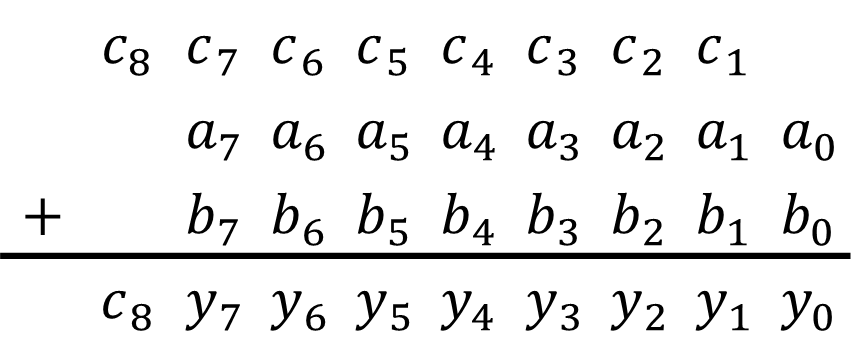 c₈ c₇ c₆ c₅ c₄ c₃ c₂ c₁
a₇ a₆ a₅ a₄ a₃ a₂ a₁ a₀
+ b₇ b₆ b₅ b₄ b₃ b₂ b₁ b₀
c₈ y₇ y₆ y₅ y₄ y₃ y₂ y₁ y₀